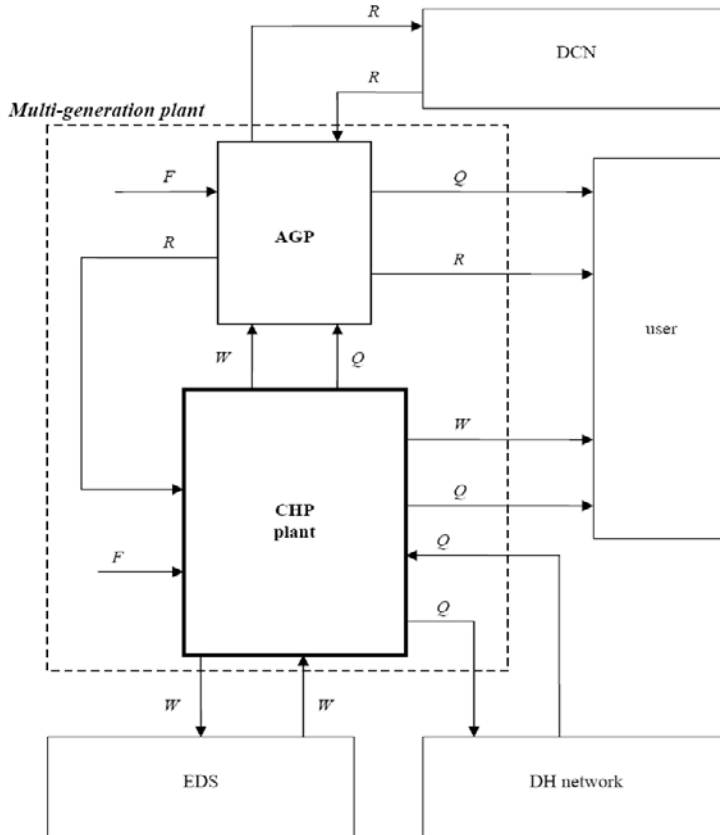 R
DCN
R
Multi-generation plant
F
Q
AGP
R
R
user
W
Q
W
CHP
plant
Q
Q
F
Q
W
W
EDS
DH network